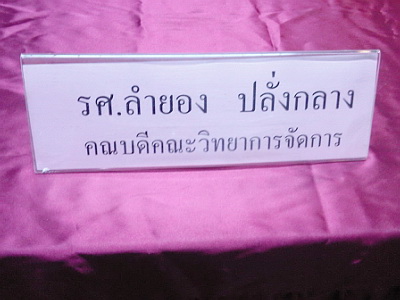 รศ.ลำยอง ปลั่งกลาง
คณบดีคณะวิทยาการจัดการ